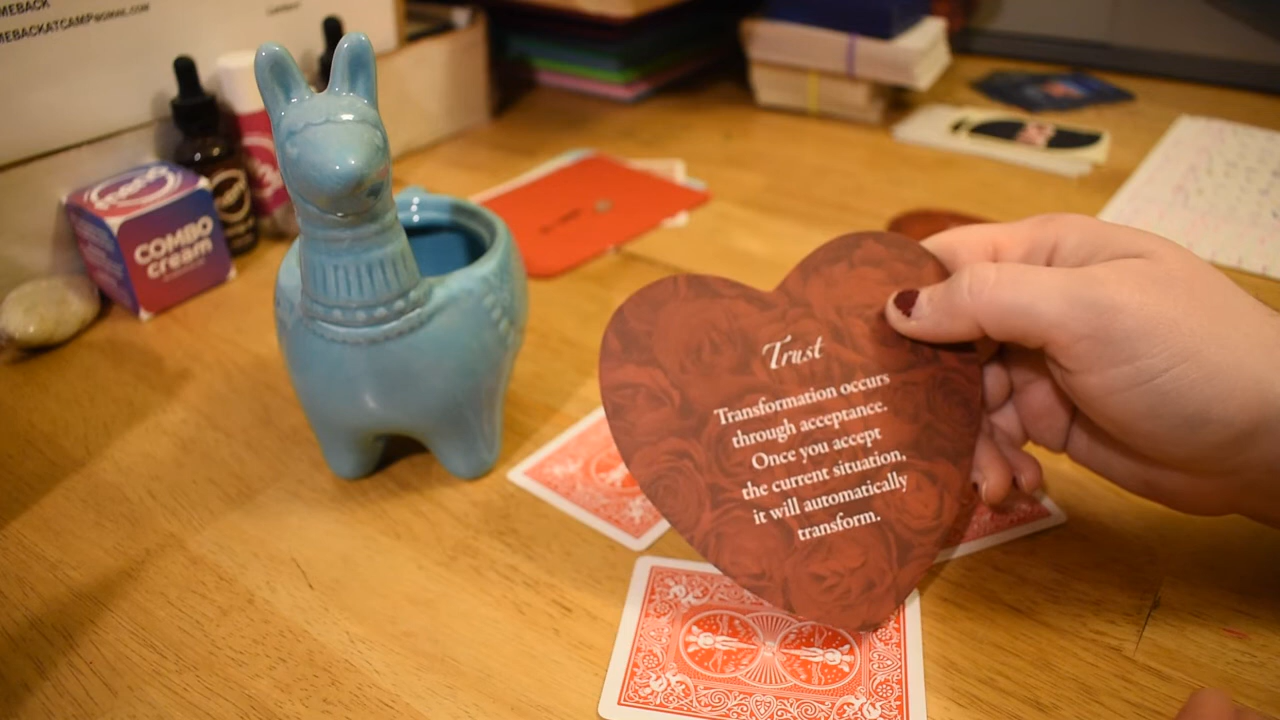 MEBACK
MEBACKATCAMP@GMAIL.COM
COMBO
cream
Trust
Transformation occurs
through acceptance.
Once you accept
the current situation,
it will automatically
transform.